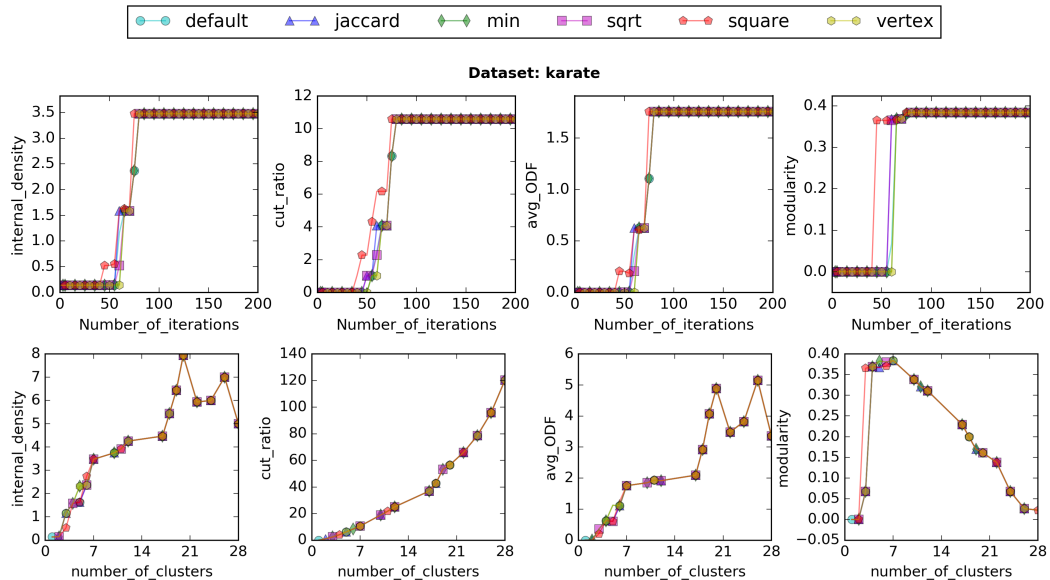 default jaccard min sqrt square vertex
Dataset: karate
internal_density
3.5
3.0
2.5
2.0
1.5
1.0
0.5
0.0
0 50 100 150 200
Number_of_iterations
cut_ratio
12
10
8
6
4
2
0
0 50 100 150 200
Number_of_iterations
avg_ODF
1.5
1.0
0.5
0.0
0 50 100 150 200
Number_of_iterations
modularity
0.4
0.3
0.2
0.1
0.0
0 50 100 150 200
Number_of_iterations
internal_density
8
7
6
5
4
3
2
1
0
0 7 14 21 28
number_of_clusters
cut_ratio
140
120
100
80
60
40
20
0
0 7 14 21 28
number_of_clusters
avg_ODF
6
5
4
3
2
1
0
0 7 14 21 28
number_of_clusters
modularity
0.40
0.35
0.30
0.25
0.20
0.15
0.10
0.05
0.00
−0.05
0 7 14 21 28
number_of_clusters